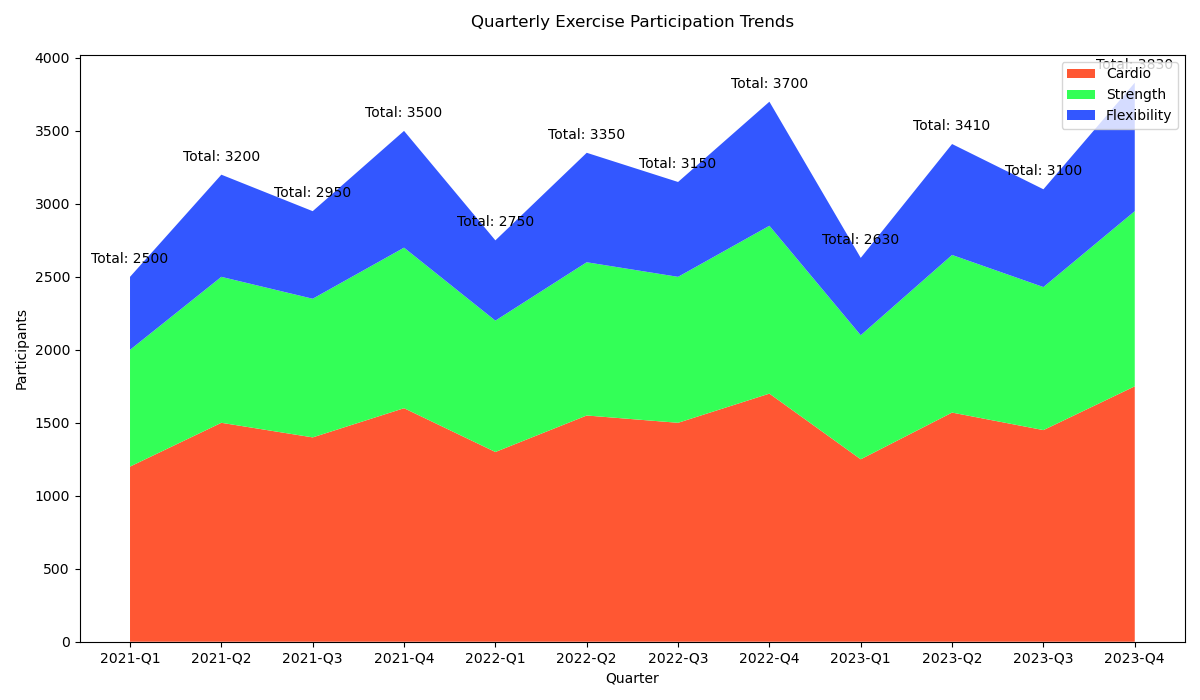 Quarterly Exercise Participation Trends
Participants
4000
3500
3000
2500
2000
1500
1000
500
0
Total: 2500
Total: 3200
Total: 2950
Total: 3500
Total: 2750
Total: 3350
Total: 3150
Total: 3700
Total: 2630
Total: 3410
Total: 3100
Total: 3830
Cardio
Strength
Flexibility
2021-Q1
2021-Q2
2021-Q3
2021-Q4
2022-Q1
2022-Q2
2022-Q3
2022-Q4
2023-Q1
2023-Q2
2023-Q3
2023-Q4
Quarter